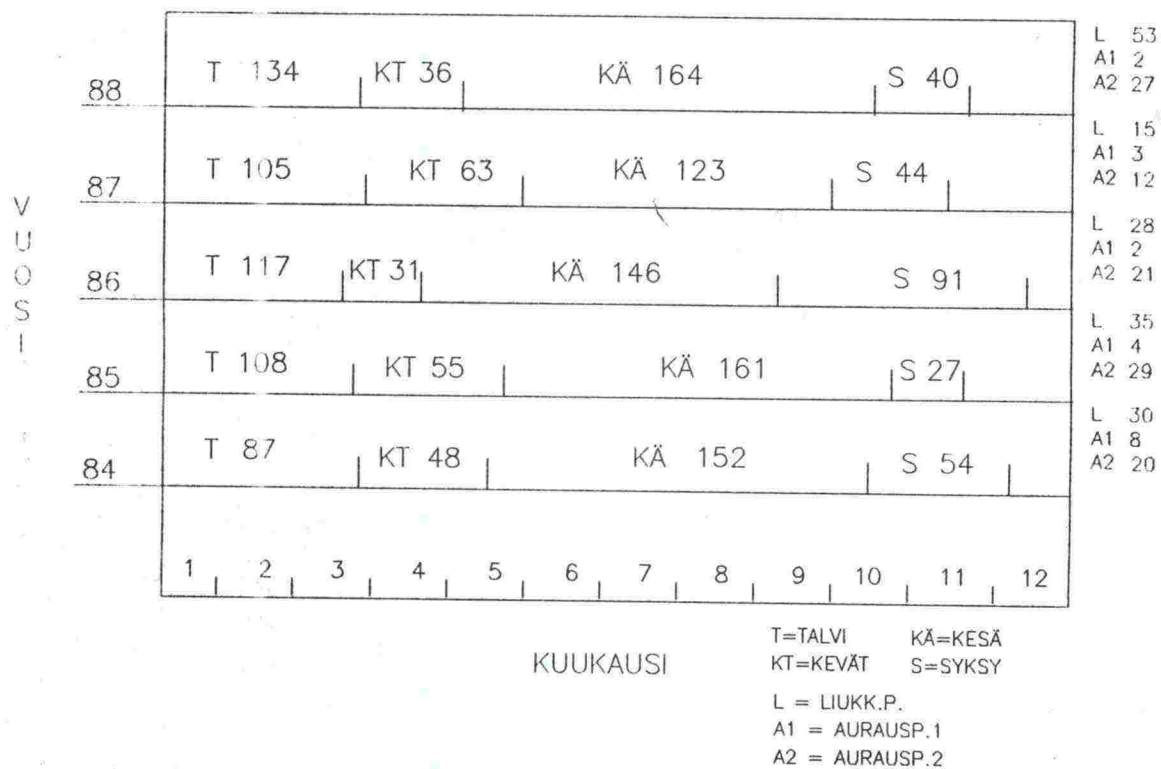 T 134 KT 36 KÄ 164 S 40
88
L 53
A1 2
A2 27
T 105 KT 63 KÄ 123 S 44
87
L 15
A1 3
A2 12
T 117 KT 31 KÄ 146 S 91
86
L 28
A1 2
A2 21
T 108 KT 55 KÄ 161 S 27
85
L 35
A1 4
A2 29
T 87 KT 48 KÄ 152 S 54
84
L 30
A1 8
A2 20
VUOSI
1 2 3 4 5 6 7 8 9 10 11 12
KUUKAUSI
T=TALVI KÄ=KESÄ
KT=KEVÄT S=SYKSY
L = LIUKK.P.
A1 = AURAUSP.1
A2 = AURAUSP.2